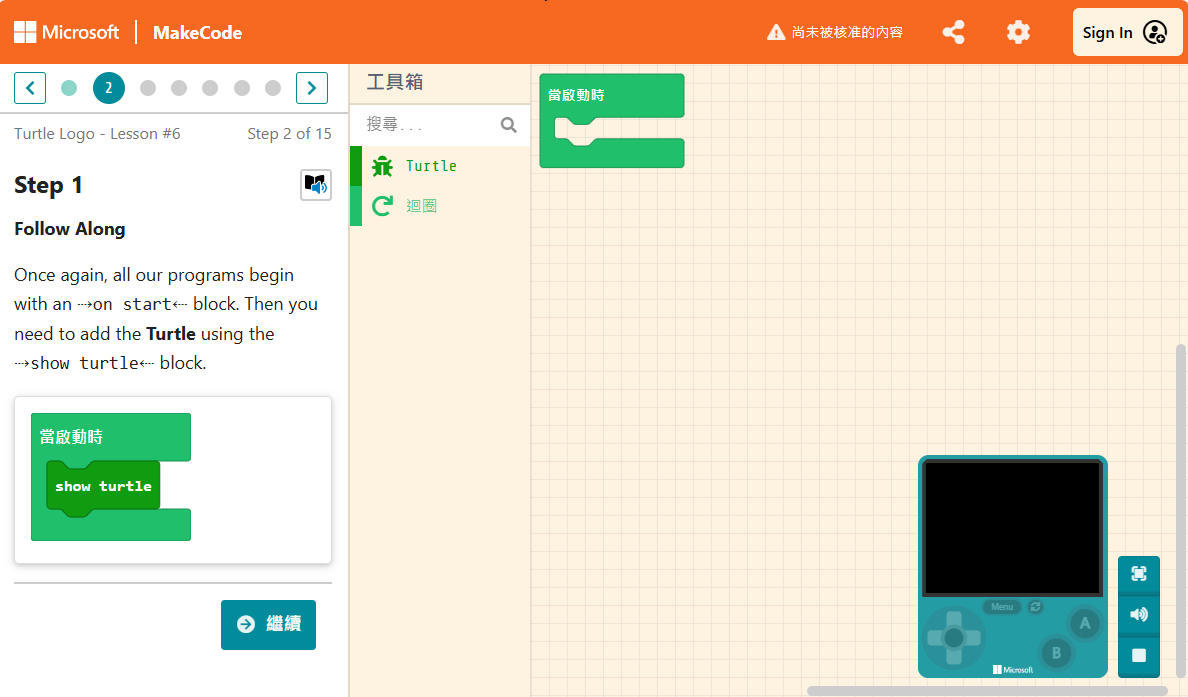 Microsoft | MakeCode
尚未被核准的內容
Sign In
2
Turtle Logo - Lesson #6
Step 2 of 15
Step 1
Follow Along
Once again, all our programs begin
with an ⤑on start⬸ block. Then you
need to add the Turtle using the
⤑show turtle⬸ block.
當啟動時
show turtle
繼續
工具箱
搜尋...
Turtle
迴圈
當啟動時
Menu
A
B
Microsoft